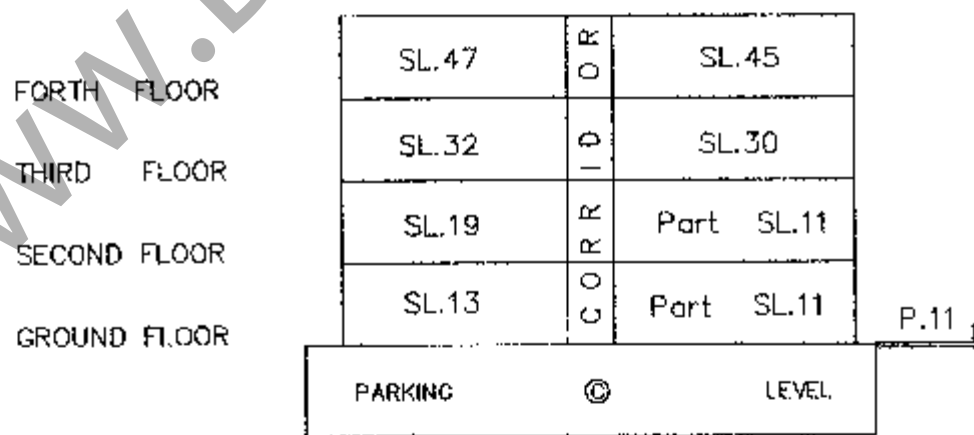 FORTH FLOOR SL.47 SL.45
THIRD FLOOR SL.32 SL.30
SECOND FLOOR SL.19 Part SL.11
GROUND FLOOR SL.13 Part SL.11
CORRIDOR
P.11
PARKING © LEVEL
WW.